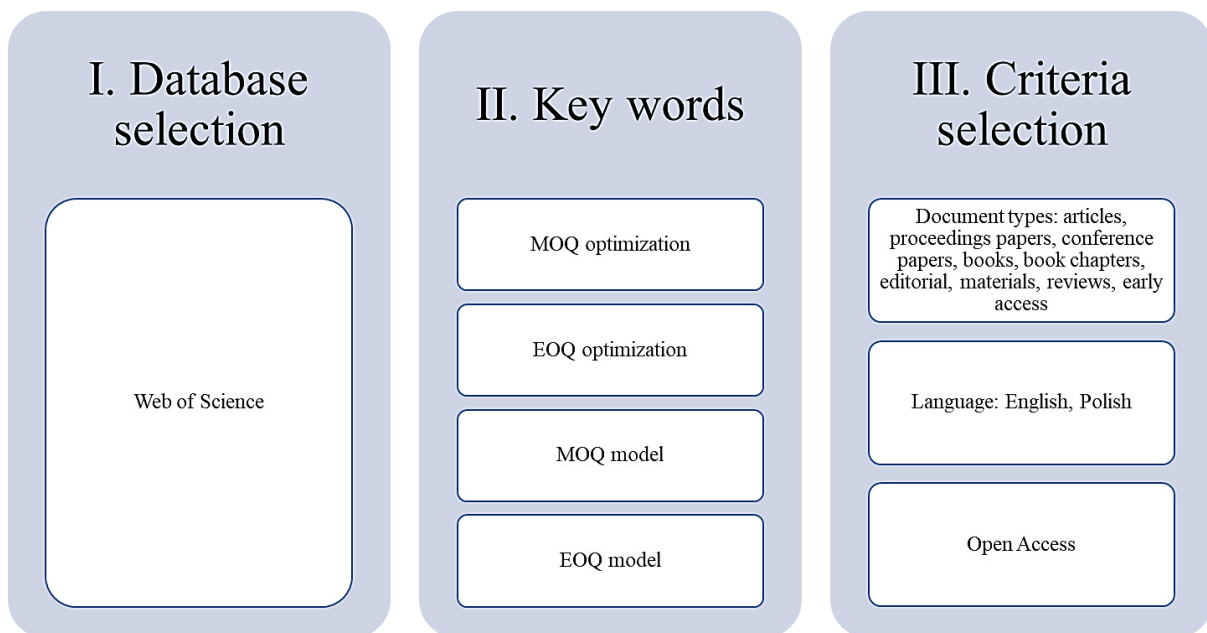 I. Database
selection
Web of Science
II. Key words
MOQ optimization
EOQ optimization
MOQ model
EOQ model
III. Criteria
selection
Document types: articles,
proceedings papers, conference
papers, books, book chapters,
editorial, materials, reviews, early
access
Language: English, Polish
Open Access